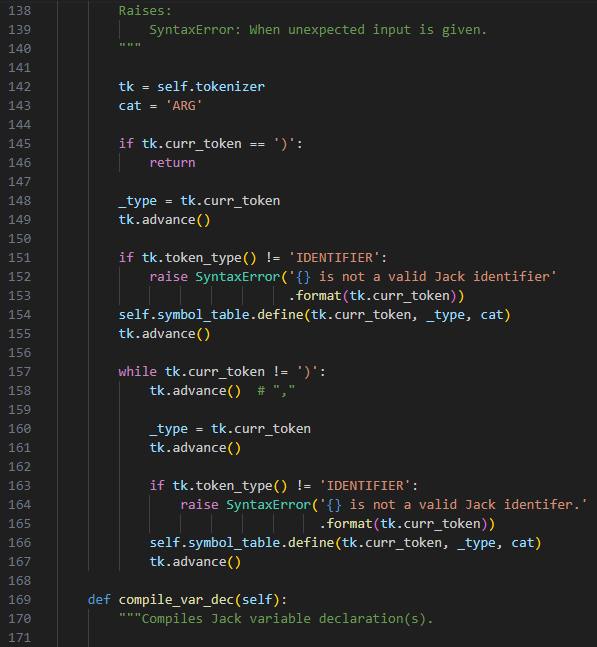 138 Raises:
139 SyntaxError: When unexpected input is given.
140 """
141
142 tk = self.tokenizer
143 cat = 'ARG'
144
145 if tk.curr_token == ')':
146 return
147
148 _type = tk.curr_token
149 tk.advance()
150
151 if tk.token_type() != 'IDENTIFIER':
152 raise SyntaxError('{} is not a valid Jack identifier'
153 .format(tk.curr_token))
154 self.symbol_table.define(tk.curr_token, _type, cat)
155 tk.advance()
156
157 while tk.curr_token != ')':
158 tk.advance()  # ","
159
160 _type = tk.curr_token
161 tk.advance()
162
163 if tk.token_type() != 'IDENTIFIER':
164 raise SyntaxError('{} is not a valid Jack identifer.'
165 .format(tk.curr_token))
166 self.symbol_table.define(tk.curr_token, _type, cat)
167 tk.advance()
168
169 def compile_var_dec(self):
170 """Compiles Jack variable declaration(s).
171